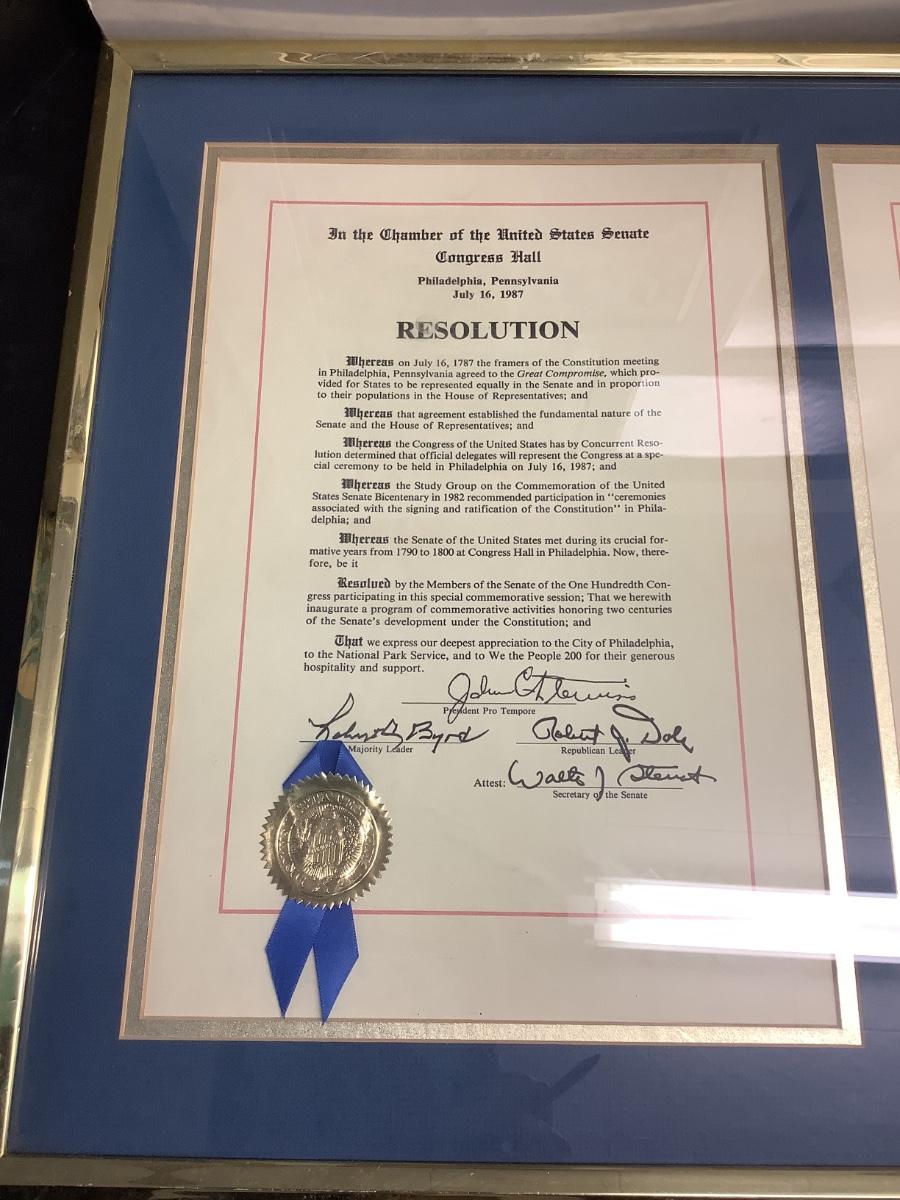 In the Chamber of the United States Senate
Congress Hall
Philadelphia, Pennsylvania
July 16, 1987
RESOLUTION
Whereas on July 16, 1787 the framers of the Constitution meeting
in Philadelphia, Pennsylvania agreed to the Great Compromise, which pro-
vided for States to be represented equally in the Senate and in proportion
to their populations in the House of Representatives; and
Whereas that agreement established the fundamental nature of the
Senate and the House of Representatives; and
Whereas the Congress of the United States has by Concurrent Reso-
lution determined that official delegates will represent the Congress at a spe-
cial ceremony to be held in Philadelphia on July 16, 1987; and
Whereas the Study Group on the Commemoration of the United
States Senate Bicentenary in 1982 recommended participation in "ceremonies
associated with the signing and ratification of the Constitution" in Phila-
delphia; and
Whereas the Senate of the United States met during its crucial for-
mative years from 1790 to 1800 at Congress Hall in Philadelphia. Now, there-
fore, be it
Resolved by the Members of the Senate of the One Hundredth Con-
gress participating in this special commemorative session; That we herewith
inaugurate a program of commemorative activities honoring two centuries
of the Senate's development under the Constitution; and
That we express our deepest appreciation to the City of Philadelphia,
to the National Park Service, and to We the People 200 for their generous
hospitality and support.
John C. Stennis
President Pro Tempore
Robert C. Byrd
Majority Leader
Robert J. Dole
Republican Leader
Attest: Walter J. Stewart
Secretary of the Senate